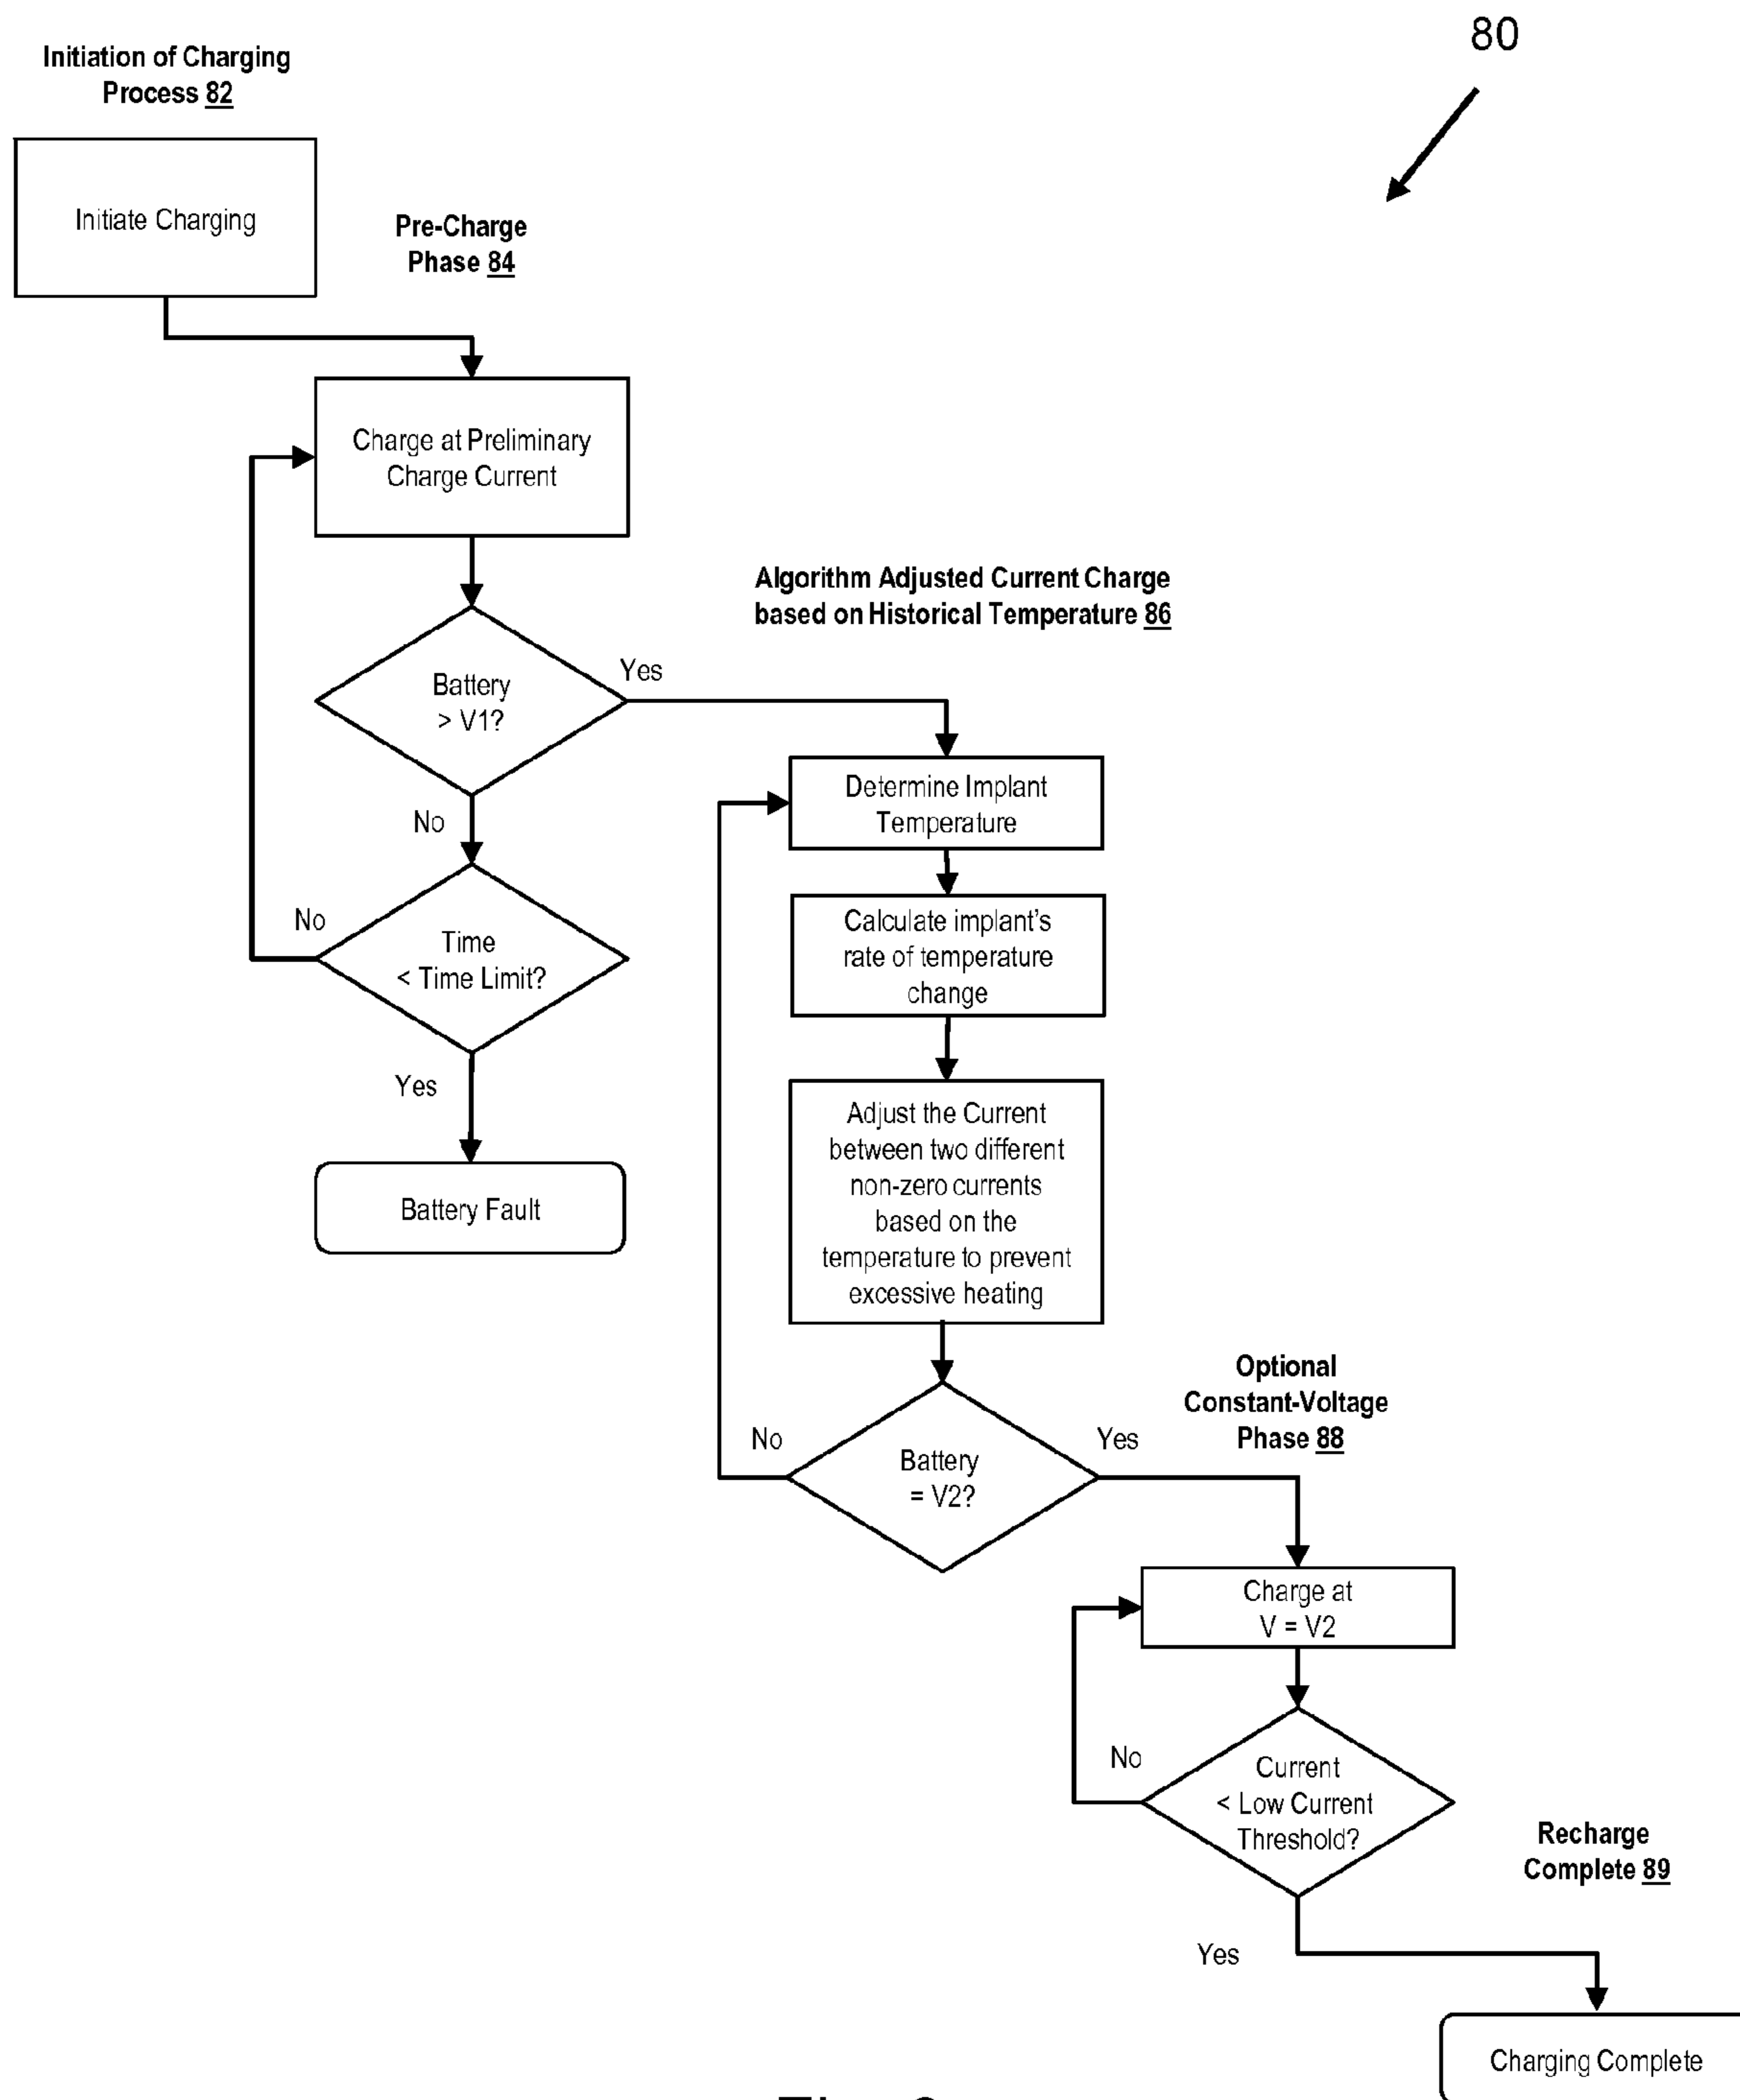 80
Initiation of Charging
Process 82
Initiate Charging
Pre-Charge
Phase 84
Charge at Preliminary
Charge Current
Battery
> V1?
Yes
No
Time
< Time Limit?
No
Yes
Battery Fault
Algorithm Adjusted Current Charge
based on Historical Temperature 86
Determine Implant
Temperature
Calculate implant's
rate of temperature
change
Adjust the Current
between two different
non-zero currents
based on the
temperature to prevent
excessive heating
Battery
= V2?
No
Yes
Optional
Constant-Voltage
Phase 88
Charge at
V = V2
Current
< Low Current
Threshold?
No
Yes
Recharge
Complete 89
Charging Complete